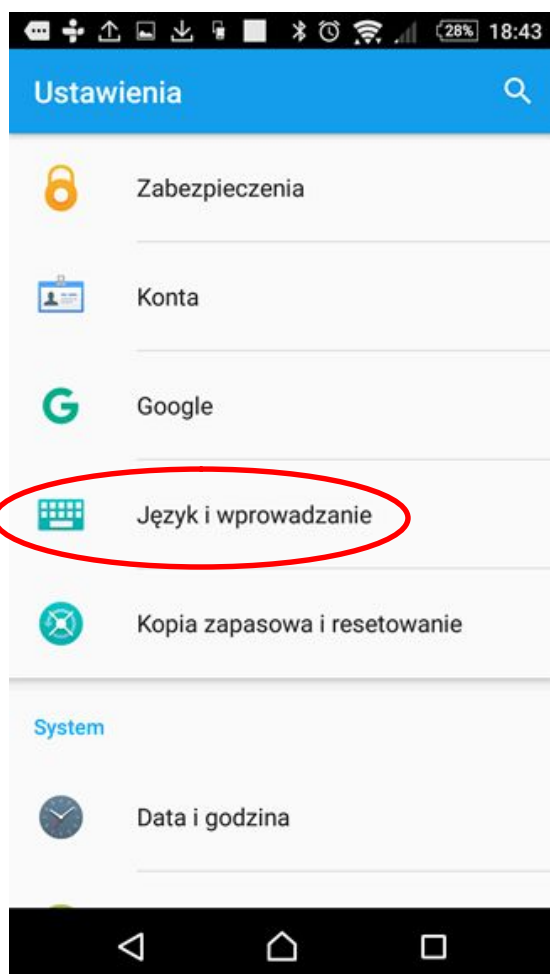 28% 18:43
Ustawienia
Zabezpieczenia
Konta
Google
Język i wprowadzanie
Kopia zapasowa i resetowanie
System
Data i godzina